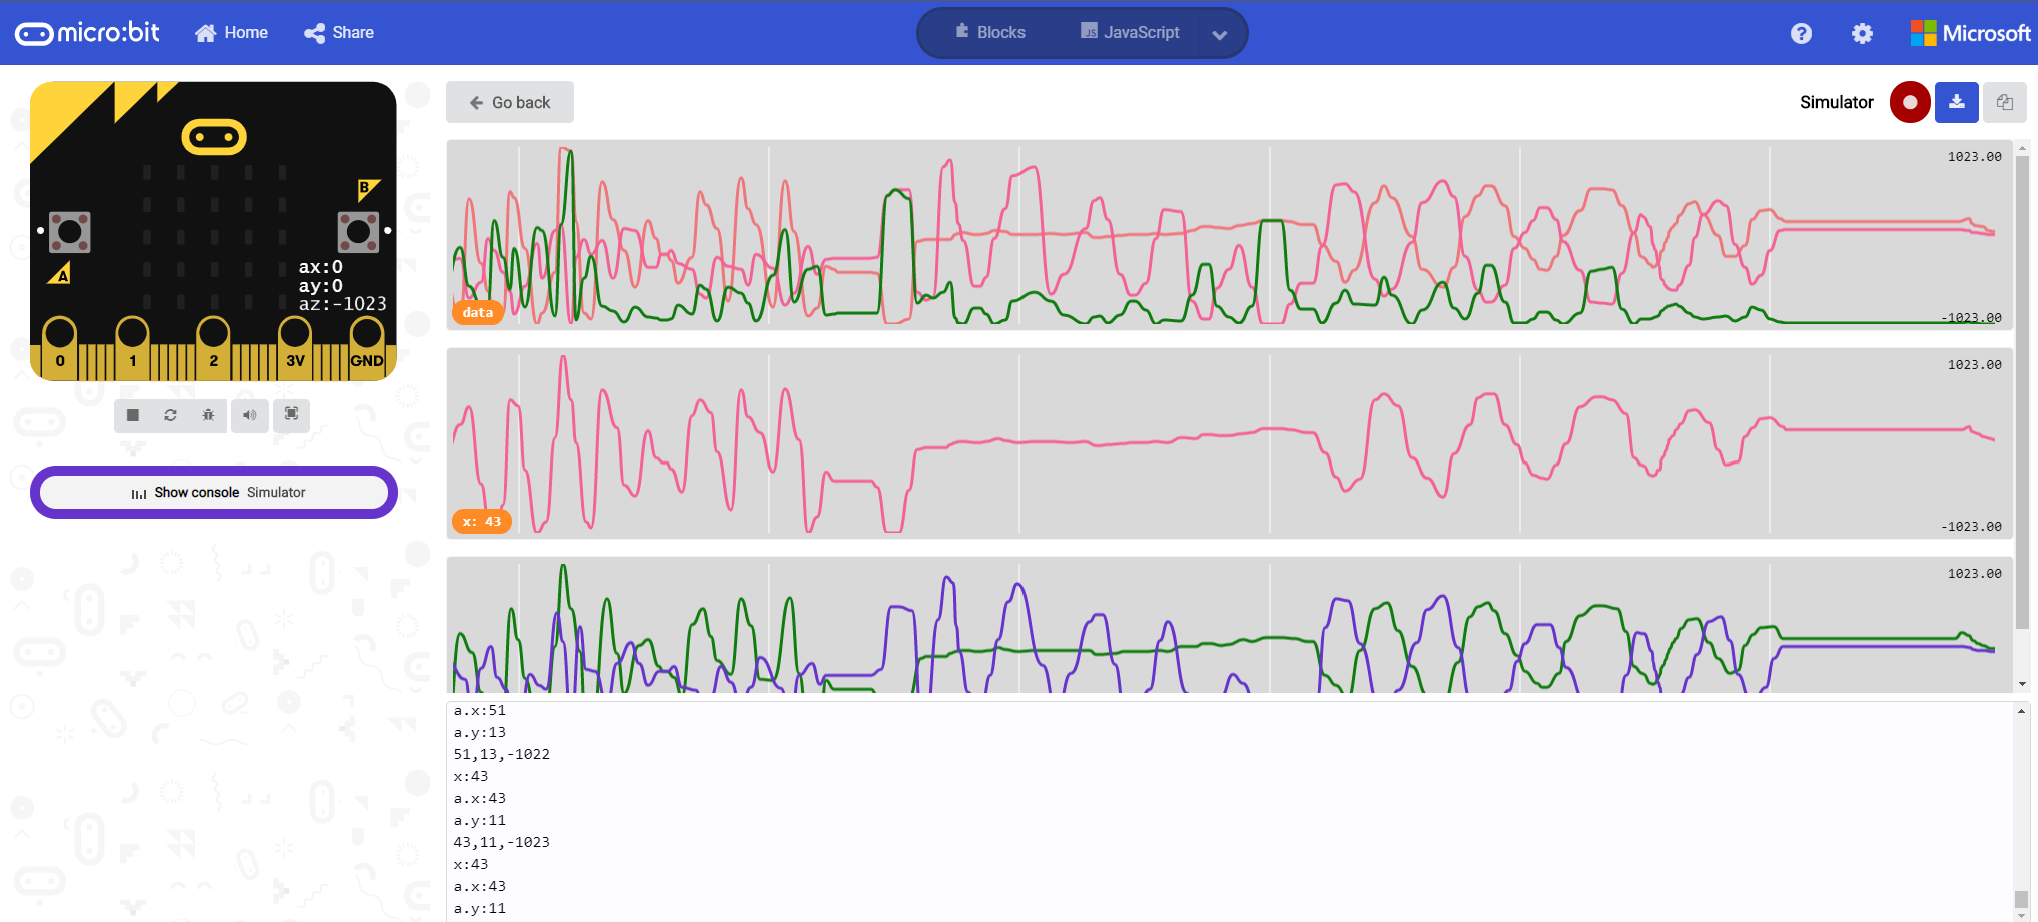 micro:bit Home Share Blocks JS JavaScript ? Microsoft
Go back
Simulator
B
A
ax:0
ay:0
az:-1023
0 1 2 3V GND
Show console Simulator
1023.00
data
-1023.00
1023.00
x: 43
-1023.00
1023.00
a.x:51
a.y:13
51,13,-1022
x:43
a.x:43
a.y:11
43,11,-1023
x:43
a.x:43
a.y:11